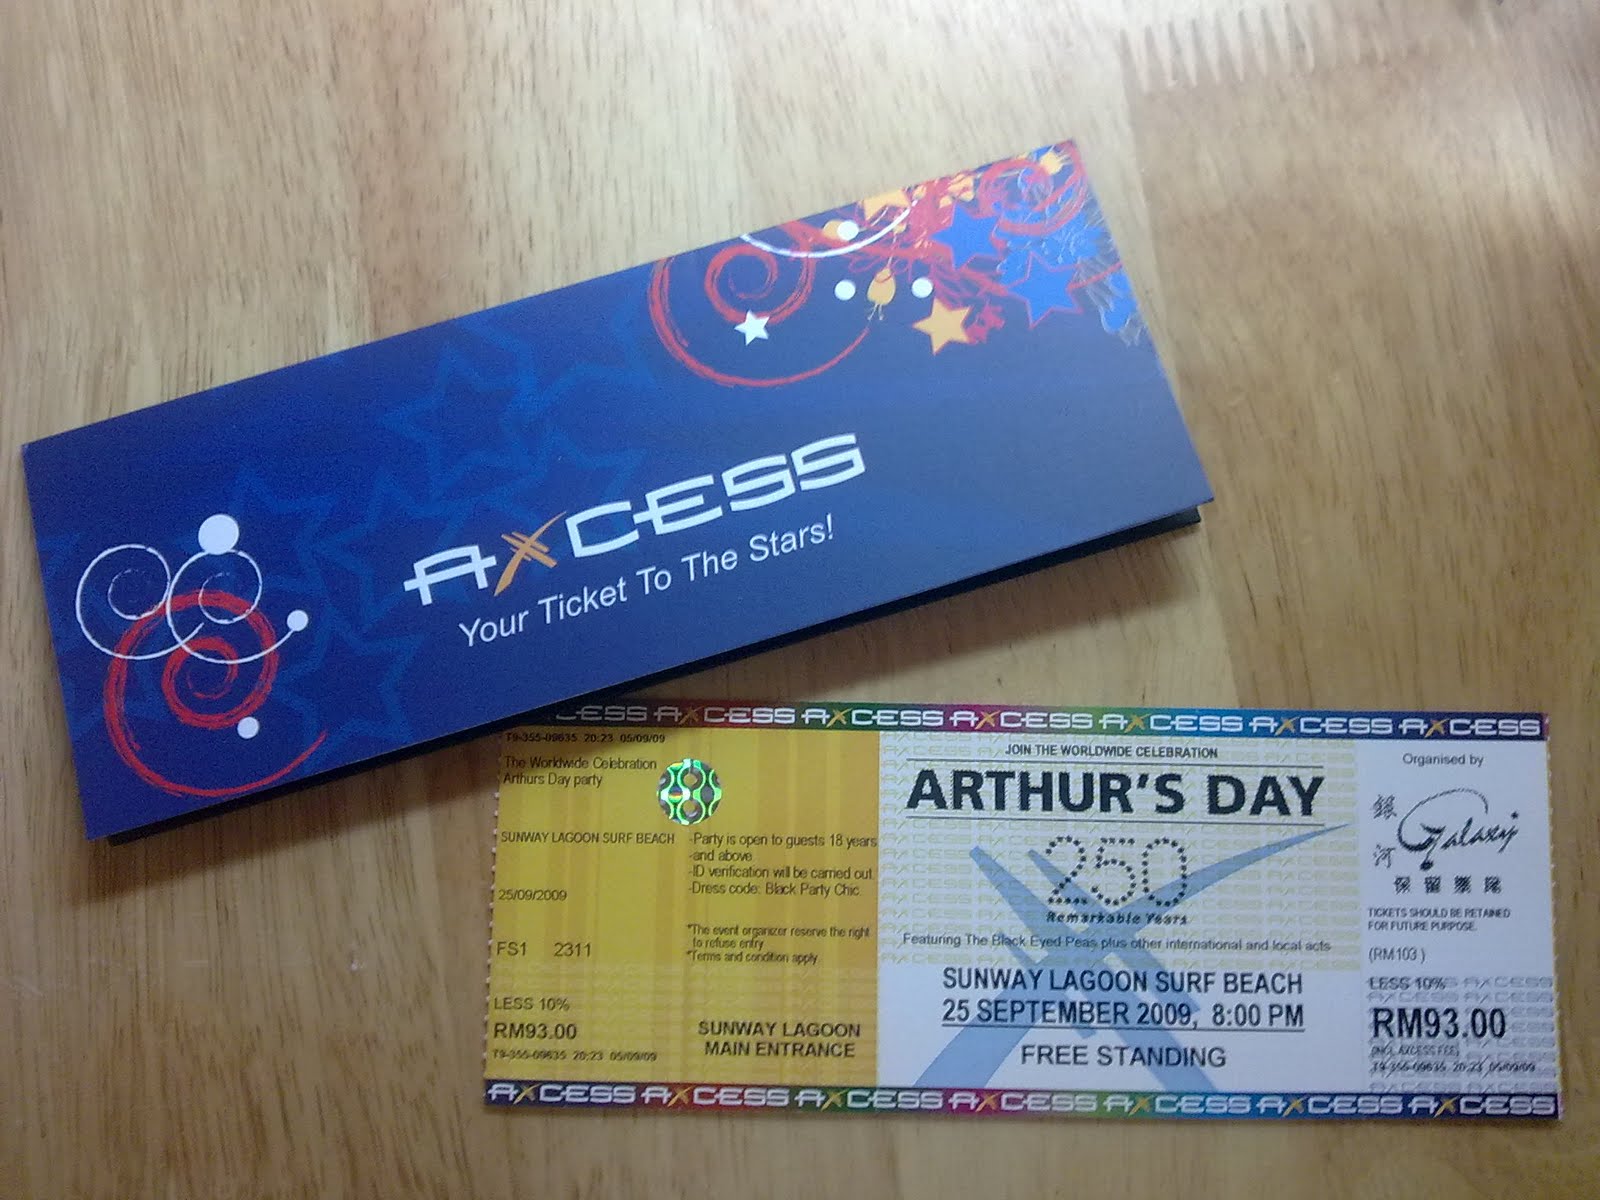 AXCESS
Your Ticket To The Stars!
CESS AXCESS AXCESS AXCESS AXCESS AXCESS AXCESS
T9-355-09635 20:23 05/09/09
The Worldwide Celebration
Arthurs Day party
SUNWAY LAGOON SURF BEACH
25/09/2009
FS1 2311
LESS 10%
RM93.00
T9-355-09635 20:23 05/09/09
-Party is open to guests 18 years
-and above.
-ID verification will be carried out.
-Dress code: Black Party Chic.
*The event organizer reserve the right
to refuse entry.
*Terms and condition apply.
SUNWAY LAGOON
MAIN ENTRANCE
JOIN THE WORLDWIDE CELEBRATION
ARTHUR'S DAY
250
Remarkable Years
Featuring The Black Eyed Peas plus other international and local acts
SUNWAY LAGOON SURF BEACH
25 SEPTEMBER 2009, 8:00 PM
FREE STANDING
Organised by
銀河
Galaxy
TICKETS SHOULD BE RETAINED
FOR FUTURE PURPOSE.
(RM103 )
LESS 10%
RM93.00
(INCL AXCESS FEE)
T9-355-09635 20:23 05/09/09
AXCESS AXCESS AXCESS AXCESS AXCESS AXCESS AXCESS